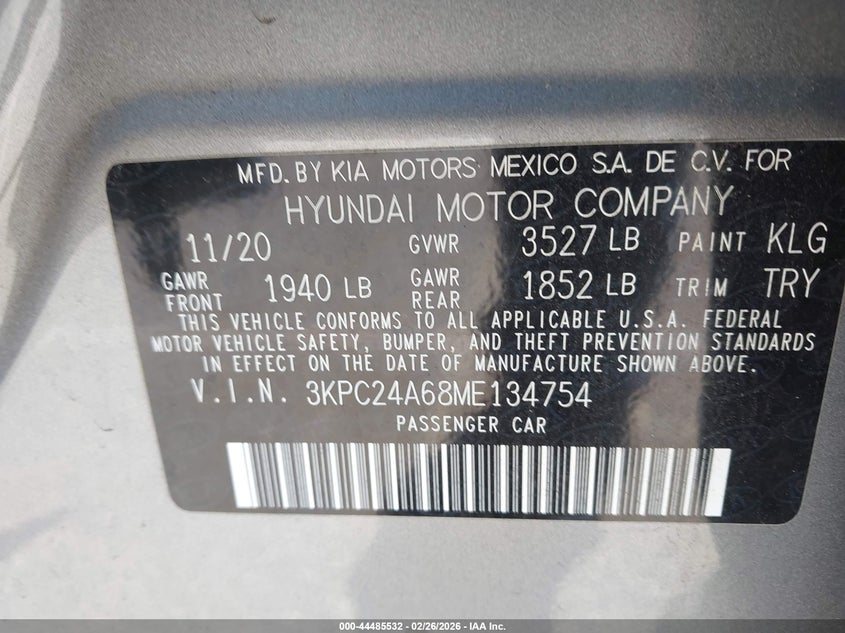 MFD. BY KIA MOTORS MEXICO S.A. DE C.V. FOR
HYUNDAI MOTOR COMPANY
11/20 GVWR 3527 LB PAINT KLG
GAWR FRONT 1940 LB GAWR REAR 1852 LB TRIM TRY
THIS VEHICLE CONFORMS TO ALL APPLICABLE U.S.A. FEDERAL
MOTOR VEHICLE SAFETY, BUMPER, AND THEFT PREVENTION STANDARDS
IN EFFECT ON THE DATE OF MANUFACTURE SHOWN ABOVE.
V.I.N. 3KPC24A68ME134754
PASSENGER CAR
000-44485532 - 02/26/2026 - IAA Inc.